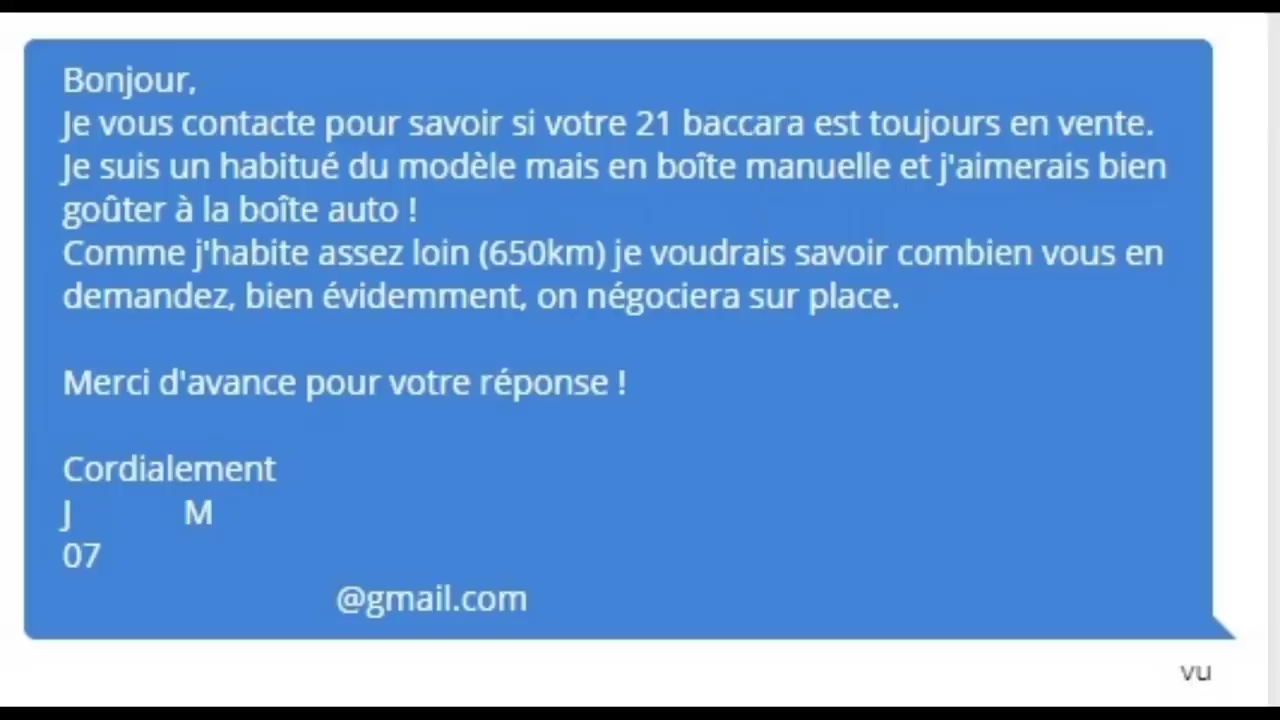 Bonjour,
Je vous contacte pour savoir si votre 21 baccara est toujours en vente.
Je suis un habitué du modèle mais en boîte manuelle et j'aimerais bien
goûter à la boîte auto !
Comme j'habite assez loin (650km) je voudrais savoir combien vous en
demandez, bien évidemment, on négociera sur place.
Merci d'avance pour votre réponse !
Cordialement
J M
07
@gmail.com
vu